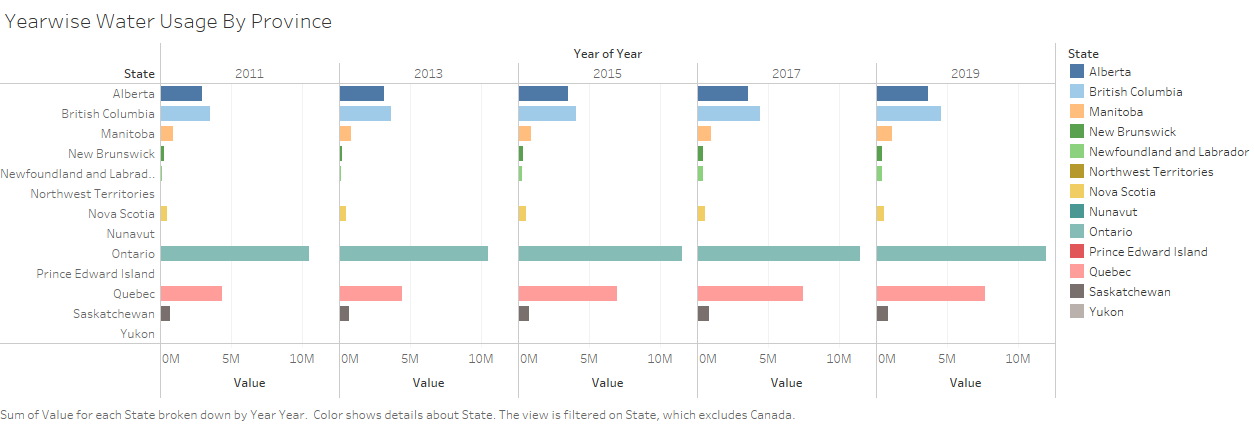 Yearwise Water Usage By Province
Year of Year
State
State 2011 2013 2015 2017 2019
Alberta
British Columbia
Manitoba
New Brunswick
Newfoundland and Labrad..
Northwest Territories
Nova Scotia
Nunavut
Ontario
Prince Edward Island
Quebec
Saskatchewan
Yukon
0M 5M 10M 0M 5M 10M 0M 5M 10M 0M 5M 10M 0M 5M 10M
Value Value Value Value Value
Alberta
British Columbia
Manitoba
New Brunswick
Newfoundland and Labrador
Northwest Territories
Nova Scotia
Nunavut
Ontario
Prince Edward Island
Quebec
Saskatchewan
Yukon
Sum of Value for each State broken down by Year Year. Color shows details about State. The view is filtered on State, which excludes Canada.